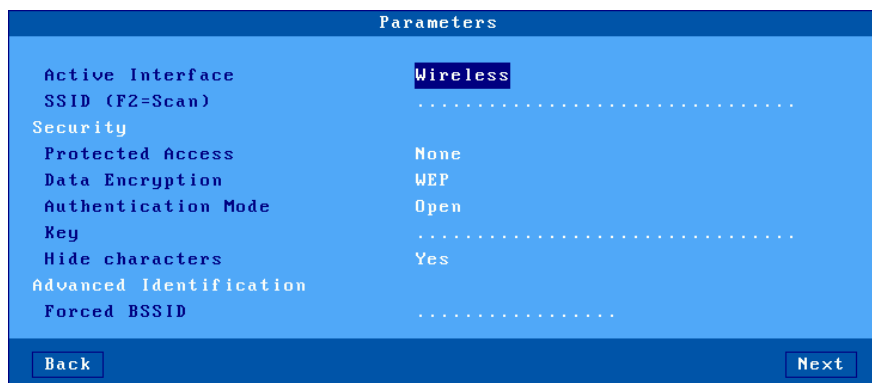 Parameters
Active Interface Wireless
SSID (F2=Scan) ................................
Security
Protected Access None
Data Encryption WEP
Authentication Mode Open
Key ................................
Hide characters Yes
Advanced Identification
Forced BSSID .................
Back Next